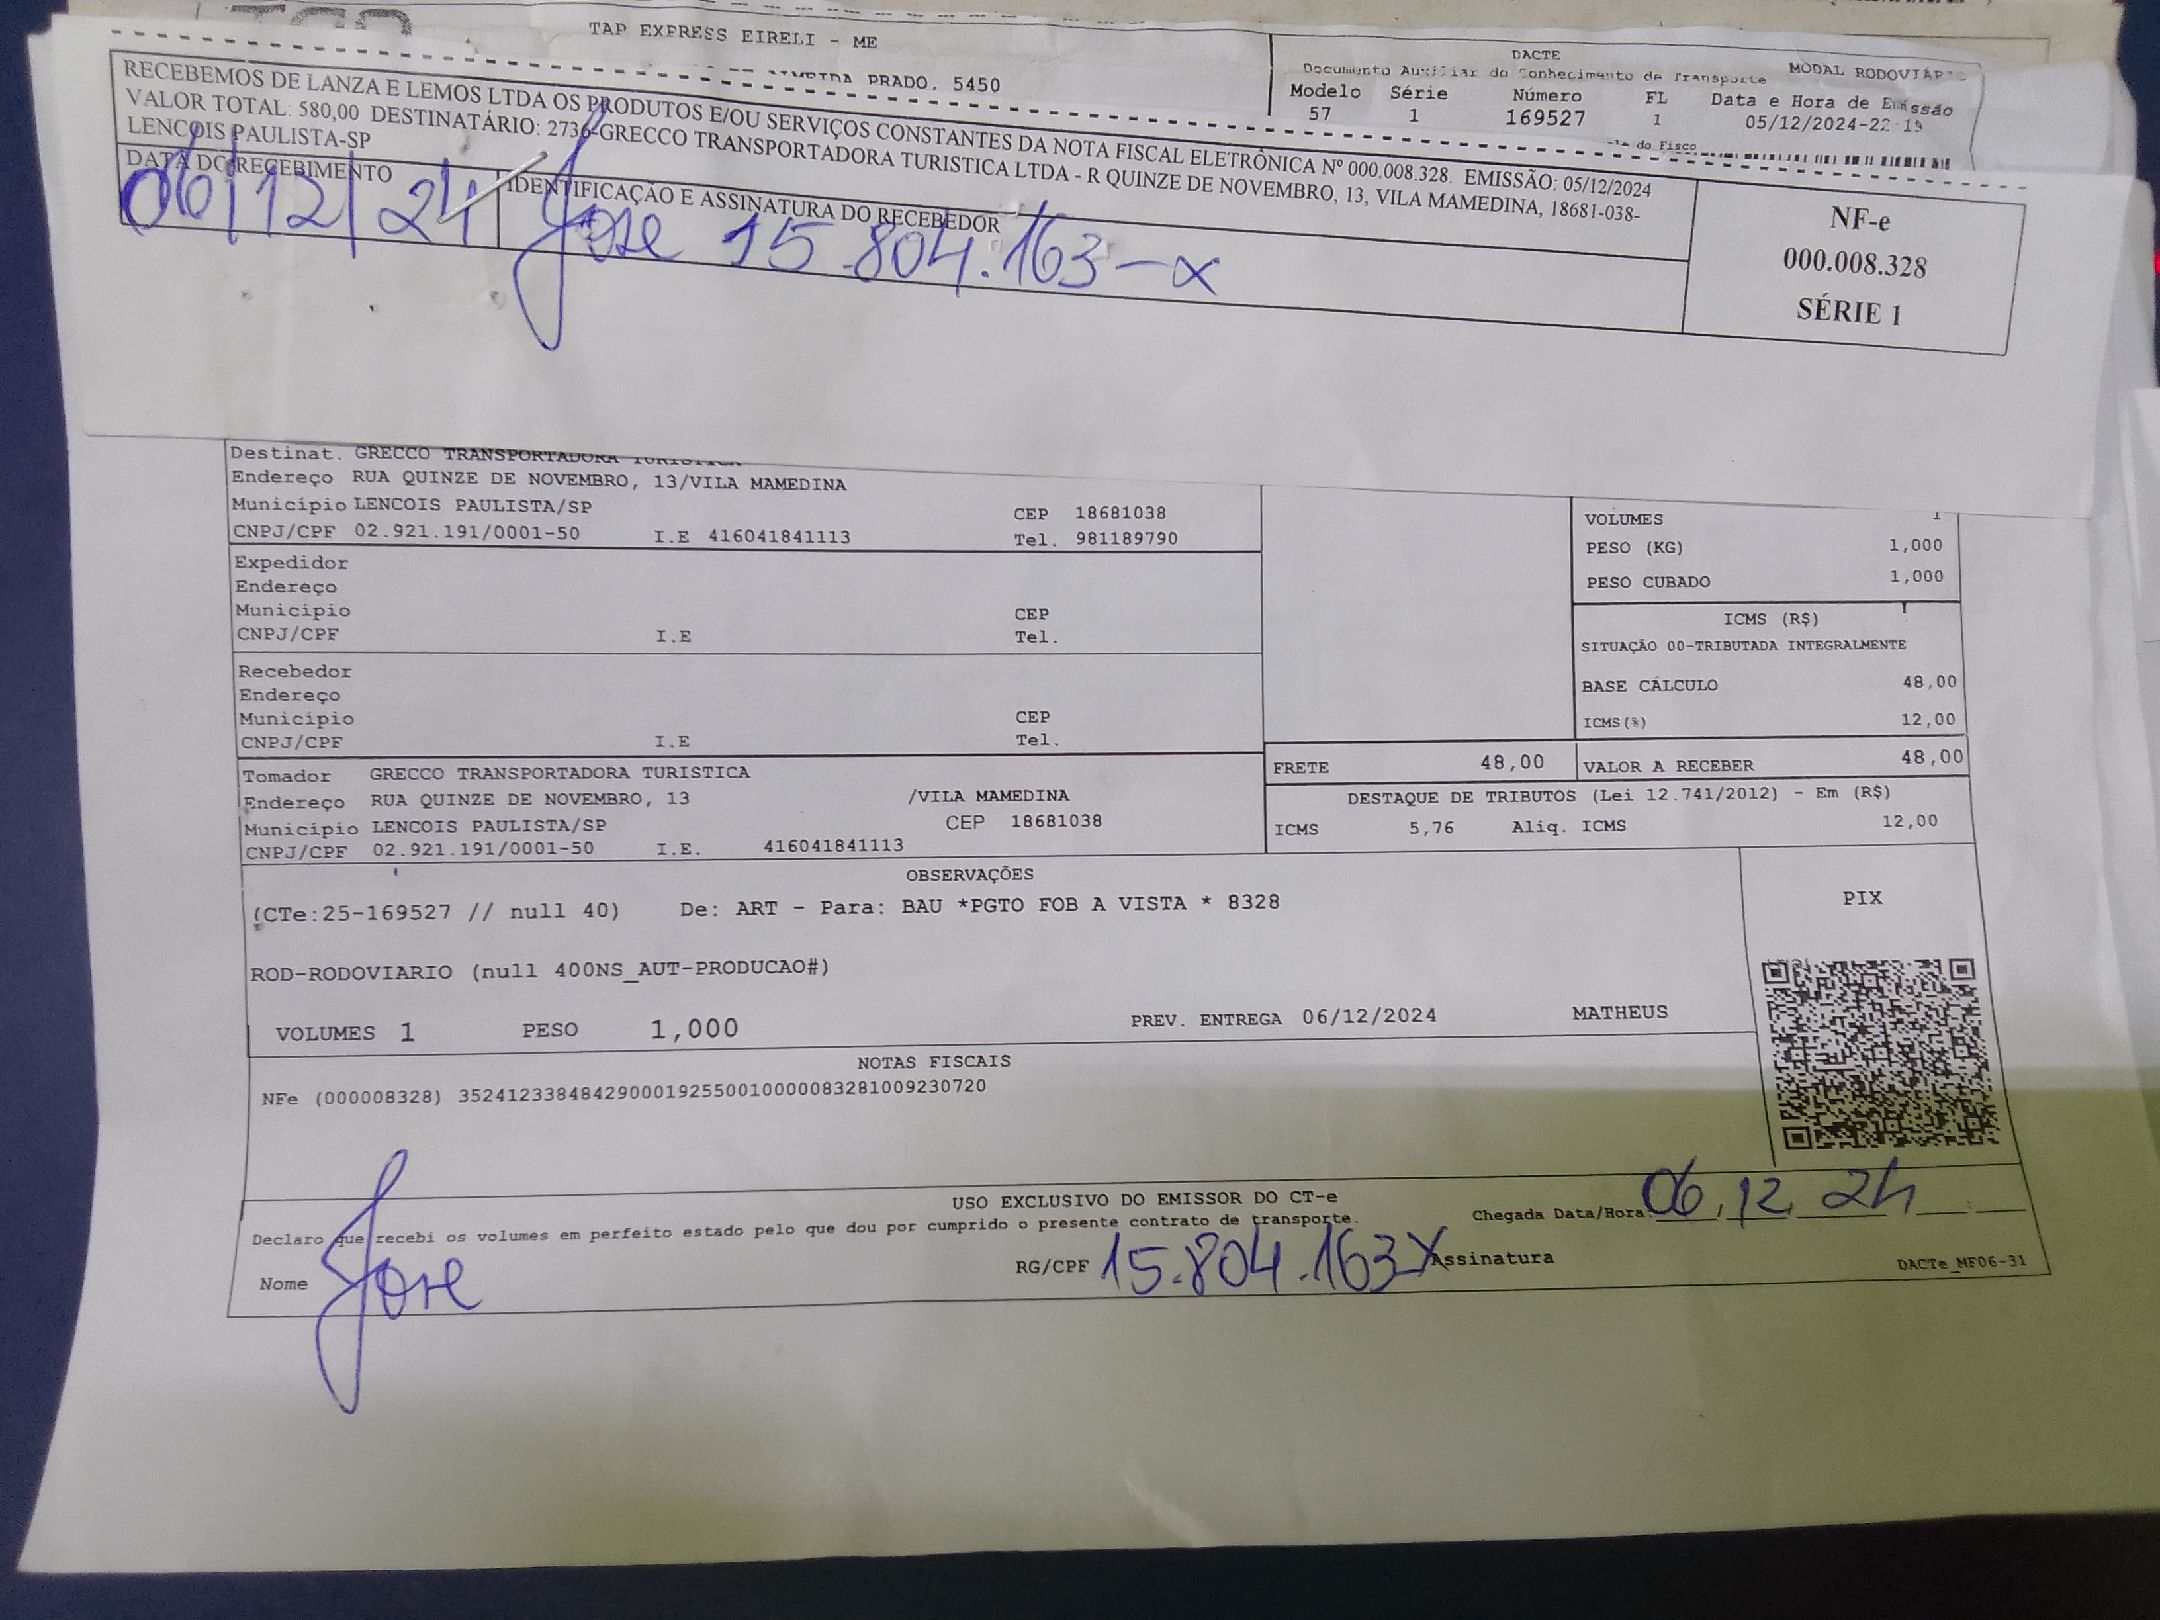 TAP EXPRESS EIRELI - ME
PRADO, 5450
DACTE
Documento Auxiliar do Conhecimento de Transporte
MODAL RODOVIÁRIO
Modelo Série Número FL Data e Hora de Emissão
57 1 169527 1 05/12/2024-22:19
do Fisco
RECEBEMOS DE LANZA E LEMOS LTDA OS PRODUTOS E/OU SERVIÇOS CONSTANTES DA NOTA FISCAL ELETRÔNICA Nº 000.008.328. EMISSÃO: 05/12/2024
VALOR TOTAL: 580,00 DESTINATÁRIO: 2736-GRECCO TRANSPORTADORA TURISTICA LTDA - R QUINZE DE NOVEMBRO, 13, VILA MAMEDINA, 18681-038-
LENCOIS PAULISTA-SP
DATA DO RECEBIMENTO
IDENTIFICAÇÃO E ASSINATURA DO RECEBEDOR
06/12/24 Jose 15.804.163-x
NF-e
000.008.328
SÉRIE 1
Destinat. GRECCO TRANSPORTADORA TURISTICA
Endereço RUA QUINZE DE NOVEMBRO, 13/VILA MAMEDINA
Município LENCOIS PAULISTA/SP CEP 18681038
CNPJ/CPF 02.921.191/0001-50 I.E 416041841113 Tel. 981189790
VOLUMES 1
PESO (KG) 1,000
PESO CUBADO 1,000
Expedidor
Endereço
Município CEP
CNPJ/CPF I.E Tel.
ICMS (R$)
SITUAÇÃO 00-TRIBUTADA INTEGRALMENTE
BASE CÁLCULO 48,00
ICMS(%) 12,00
Recebedor
Endereço
Município CEP
CNPJ/CPF I.E Tel.
FRETE 48,00 VALOR A RECEBER 48,00
Tomador GRECCO TRANSPORTADORA TURISTICA
Endereço RUA QUINZE DE NOVEMBRO, 13 /VILA MAMEDINA
Município LENCOIS PAULISTA/SP CEP 18681038
CNPJ/CPF 02.921.191/0001-50 I.E. 416041841113
DESTAQUE DE TRIBUTOS (Lei 12.741/2012) - Em (R$)
ICMS 5,76 Aliq. ICMS 12,00
OBSERVAÇÕES
(CTe:25-169527 // null 40) De: ART - Para: BAU *PGTO FOB A VISTA * 8328
PIX
ROD-RODOVIARIO (null 400NS_AUT-PRODUCAO#)
VOLUMES 1 PESO 1,000 PREV. ENTREGA 06/12/2024 MATHEUS
NOTAS FISCAIS
NFe (000008328) 35241233848429000192550010000083281009230720
USO EXCLUSIVO DO EMISSOR DO CT-e
Declaro que recebi os volumes em perfeito estado pelo que dou por cumprido o presente contrato de transporte.
Chegada Data/Hora 06 12 24
Nome Jose RG/CPF 15.804.163X Assinatura
DACTe_MF06-31